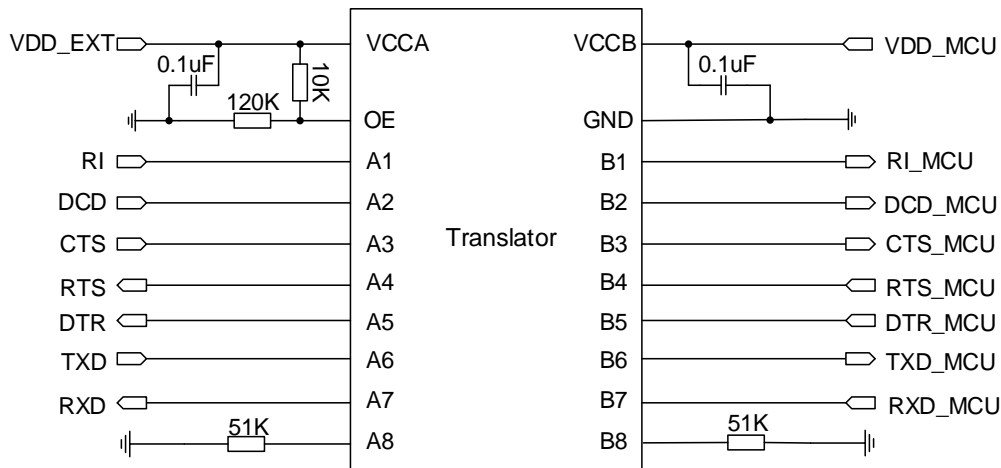 VDD_EXT VCCA VCCB VDD_MCU
0.1uF 10K 0.1uF
120K OE GND
RI A1 B1 RI_MCU
DCD A2 B2 DCD_MCU
CTS A3 B3 CTS_MCU
Translator
RTS A4 B4 RTS_MCU
DTR A5 B5 DTR_MCU
TXD A6 B6 TXD_MCU
RXD A7 B7 RXD_MCU
51K A8 B8 51K